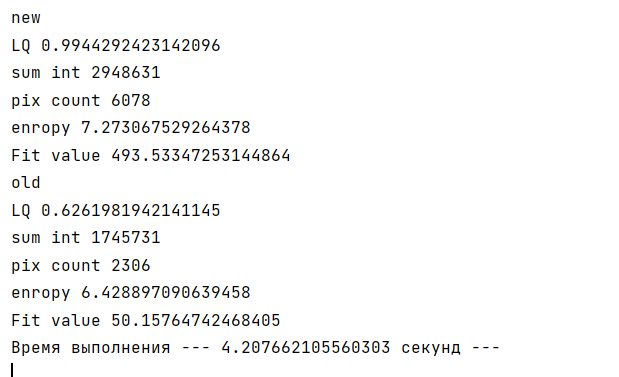 new
LQ 0.9944292423142096
sum int 2948631
pix count 6078
enropy 7.273067529264378
Fit value 493.53347253144864
old
LQ 0.6261981942141145
sum int 1745731
pix count 2306
enropy 6.428897090639458
Fit value 50.15764742468405
Время выполнения --- 4.207662105560303 секунд ---